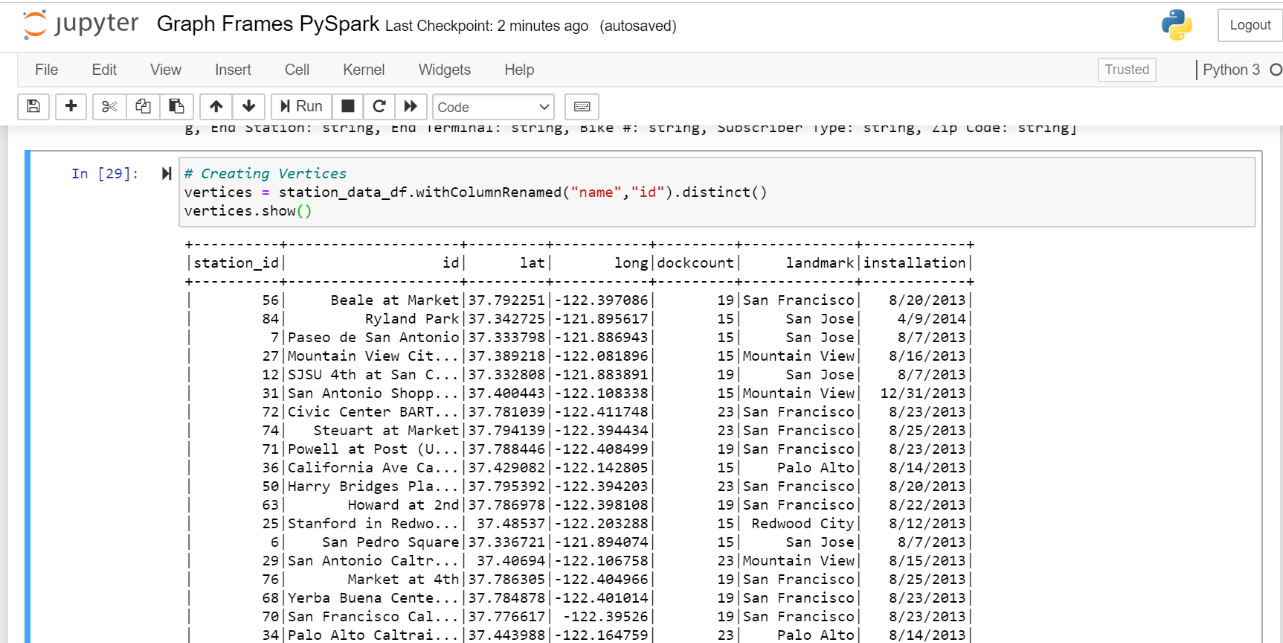 jupyter Graph Frames PySpark Last Checkpoint: 2 minutes ago (autosaved)
Logout
File Edit View Insert Cell Kernel Widgets Help
Trusted Python 3
Run Code
g, End Station: string, End Terminal: string, Bike #: string, Subscriber Type: string, Zip Code: string]
In [29]: # Creating Vertices
vertices = station_data_df.withColumnRenamed("name","id").distinct()
vertices.show()
+----------+--------------------+---------+-----------+---------+-------------+------------+
|station_id|                  id|      lat|       long|dockcount|     landmark|installation|
+----------+--------------------+---------+-----------+---------+-------------+------------+
|        56|     Beale at Market|37.792251|-122.397086|       19|San Francisco|   8/20/2013|
|        84|         Ryland Park|37.342725|-121.895617|       15|     San Jose|    4/9/2014|
|         7|Paseo de San Antonio|37.333798|-121.886943|       15|     San Jose|    8/7/2013|
|        27|Mountain View Cit...|37.389218|-122.081896|       15|Mountain View|   8/16/2013|
|        12|SJSU 4th at San C...|37.332808|-121.883891|       19|     San Jose|    8/7/2013|
|        31|San Antonio Shopp...|37.400443|-122.108338|       15|Mountain View|  12/31/2013|
|        72|Civic Center BART...|37.781039|-122.411748|       23|San Francisco|   8/23/2013|
|        74|   Steuart at Market|37.794139|-122.394434|       23|San Francisco|   8/25/2013|
|        71|Powell at Post (U...|37.788446|-122.408499|       19|San Francisco|   8/23/2013|
|        36|California Ave Ca...|37.429082|-122.142805|       15|    Palo Alto|   8/14/2013|
|        50|Harry Bridges Pla...|37.795392|-122.394203|       23|San Francisco|   8/20/2013|
|        63|       Howard at 2nd|37.786978|-122.398108|       19|San Francisco|   8/22/2013|
|        25|Stanford in Redwo...| 37.48537|-122.203288|       15| Redwood City|   8/12/2013|
|         6|    San Pedro Square|37.336721|-121.894074|       15|     San Jose|    8/7/2013|
|        29|San Antonio Caltr...| 37.40694|-122.106758|       23|Mountain View|   8/15/2013|
|        76|       Market at 4th|37.786305|-122.404966|       19|San Francisco|   8/25/2013|
|        68|Yerba Buena Cente...|37.784878|-122.401014|       19|San Francisco|   8/23/2013|
|        70|San Francisco Cal...|37.776617| -122.39526|       19|San Francisco|   8/23/2013|
|        34|Palo Alto Caltrai...|37.443988|-122.164759|       23|    Palo Alto|   8/14/2013|